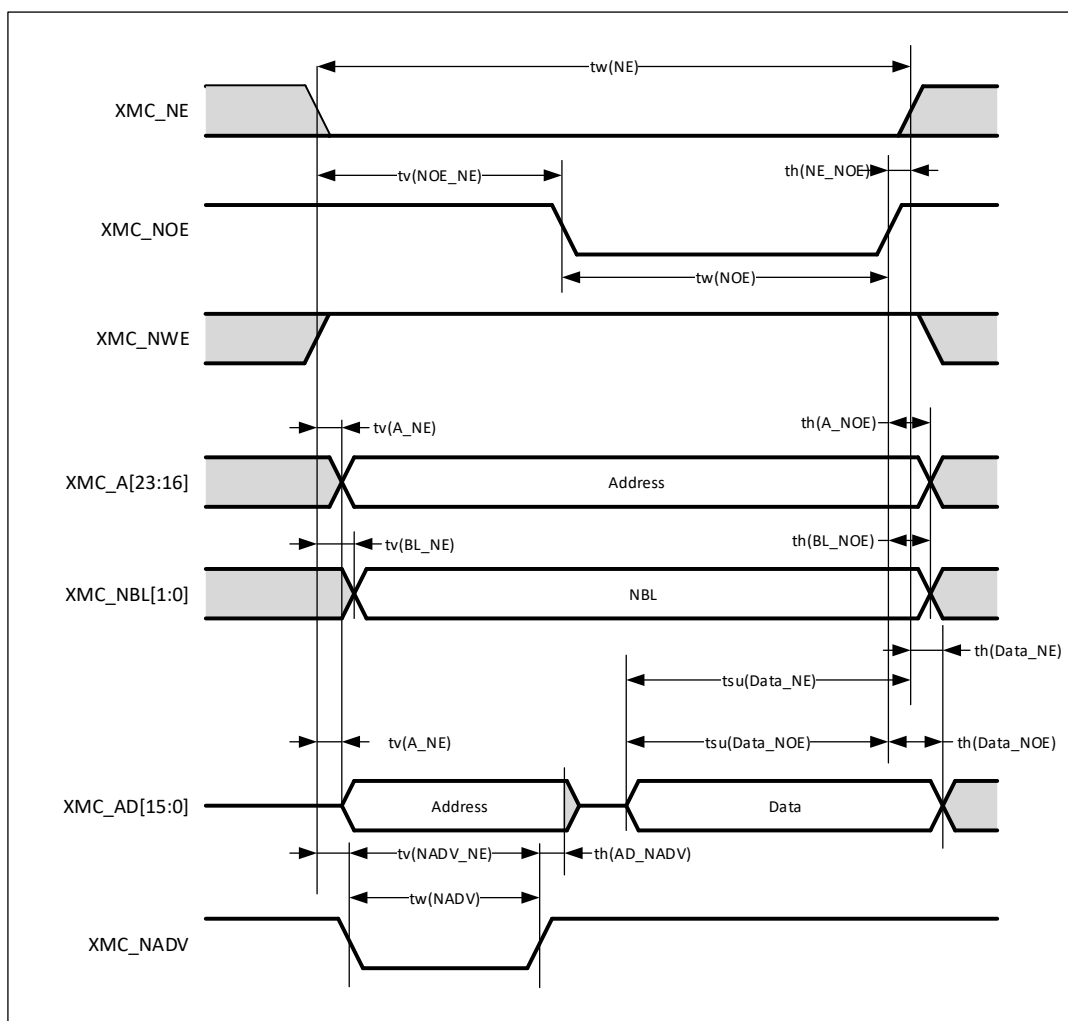 tw(NE)
XMC_NE
tv(NOE_NE)
th(NE_NOE)
XMC_NOE
tw(NOE)
XMC_NWE
tv(A_NE)
th(A_NOE)
XMC_A[23:16]
Address
tv(BL_NE)
th(BL_NOE)
XMC_NBL[1:0]
NBL
th(Data_NE)
tsu(Data_NE)
tv(A_NE)
tsu(Data_NOE)
th(Data_NOE)
XMC_AD[15:0]
Address
Data
tv(NADV_NE)
th(AD_NADV)
tw(NADV)
XMC_NADV